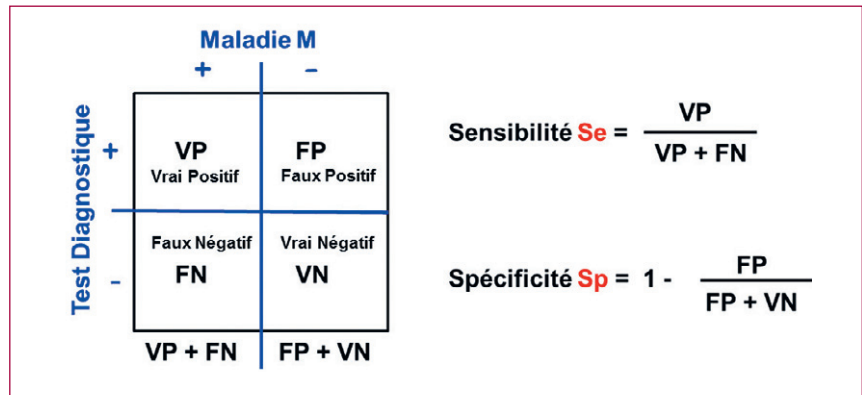 Maladie M
+ -
Test Diagnostique
+
VP
Vrai Positif
FP
Faux Positif
-
Faux Négatif
FN
Vrai Négatif
VN
VP + FN
FP + VN
Sensibilité Se = VP
VP + FN
Spécificité Sp = 1 - FP
FP + VN